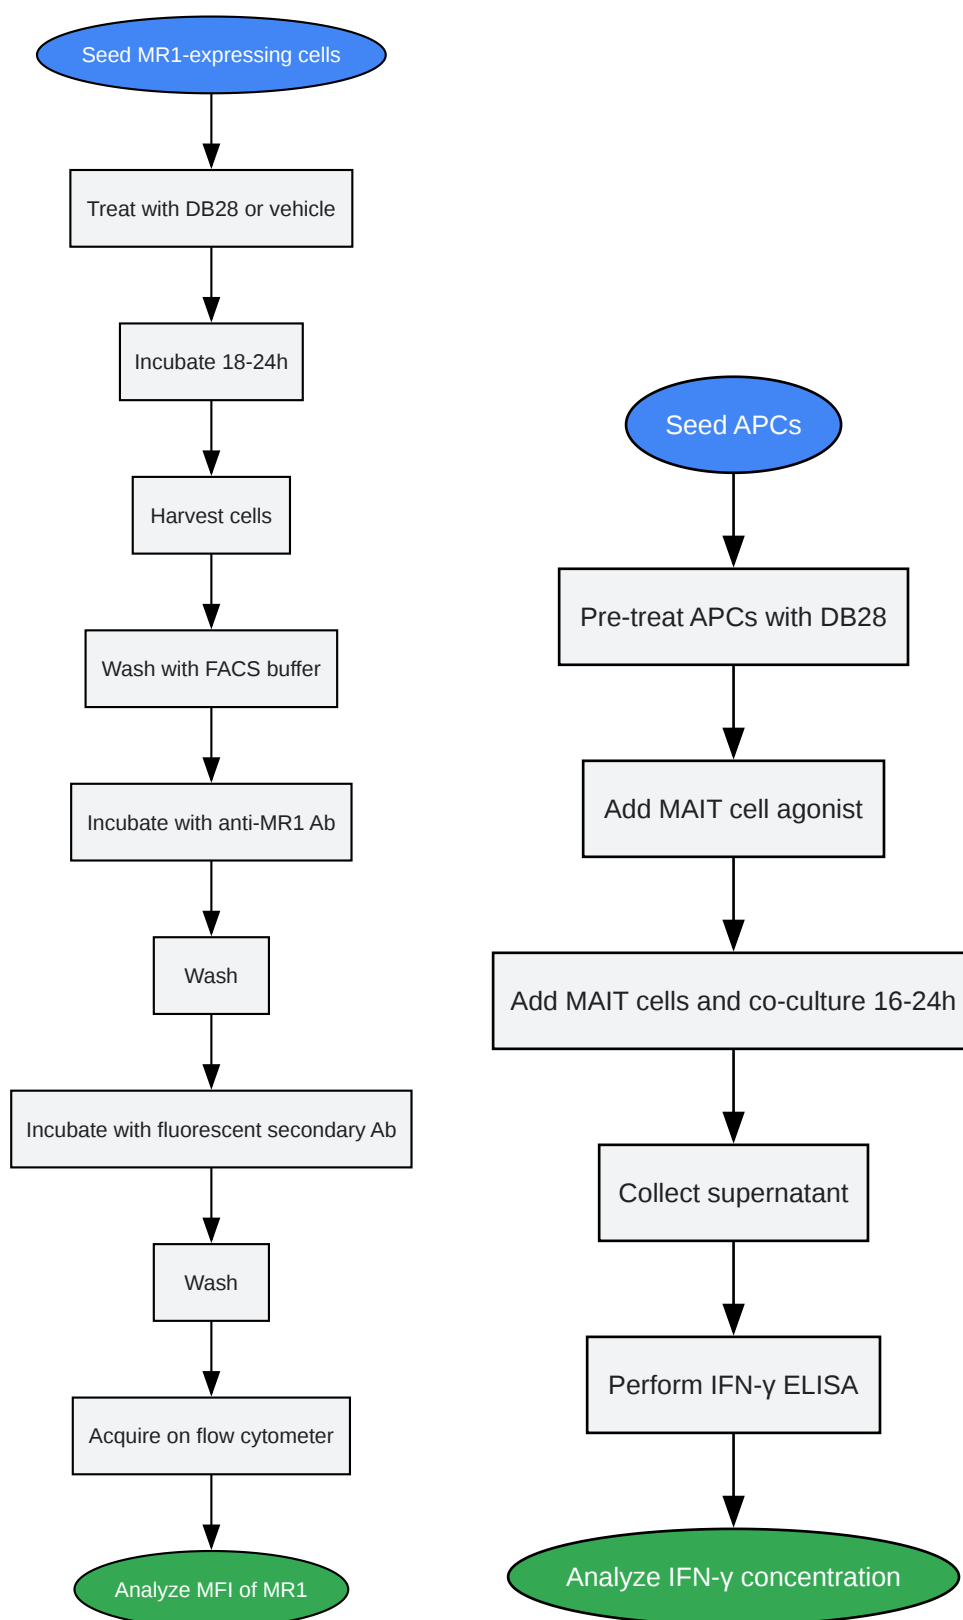 Seed MR1-expressing cells
Treat with DB28 or vehicle
Incubate 18-24h
Harvest cells
Wash with FACS buffer
Incubate with anti-MR1 Ab
Wash
Incubate with fluorescent secondary Ab
Wash
Acquire on flow cytometer
Analyze MFI of MR1
Seed APCs
Pre-treat APCs with DB28
Add MAIT cell agonist
Add MAIT cells and co-culture 16-24h
Collect supernatant
Perform IFN-γ ELISA
Analyze IFN-γ concentration